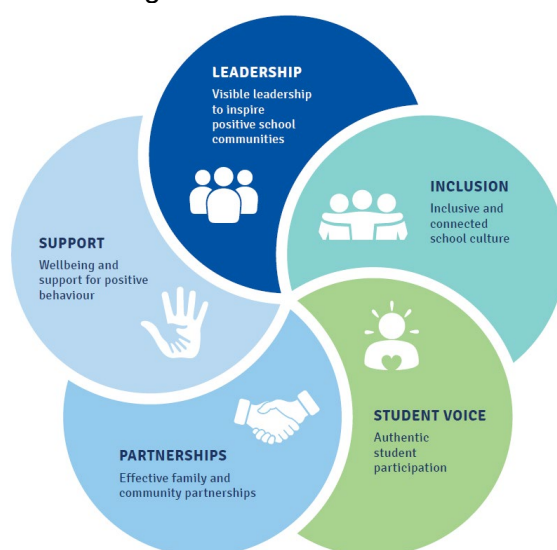 LEADERSHIP
Visible leadership
to inspire
positive school
communities
INCLUSION
Inclusive and
connected
school culture
STUDENT VOICE
Authentic
student
participation
PARTNERSHIPS
Effective family and
community partnerships
SUPPORT
Wellbeing and
support for positive
behaviour